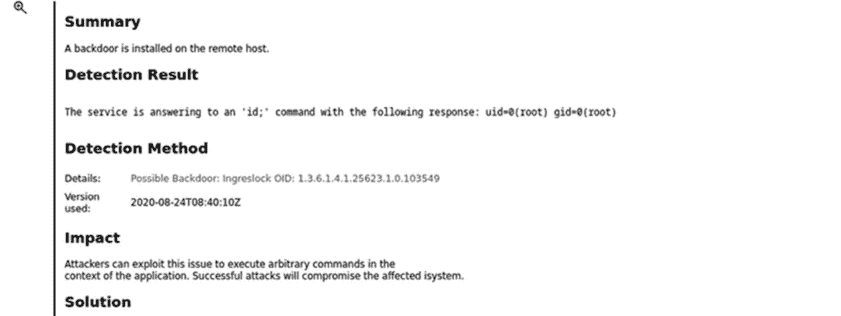 Summary
A backdoor is installed on the remote host.
Detection Result
The service is answering to an 'id;' command with the following response: uid=0(root) gid=0(root)
Detection Method
Details: Possible Backdoor: Ingreslock OID: 1.3.6.1.4.1.25623.1.0.103549
Version
used: 2020-08-24T08:40:10Z
Impact
Attackers can exploit this issue to execute arbitrary commands in the
context of the application. Successful attacks will compromise the affected isystem.
Solution